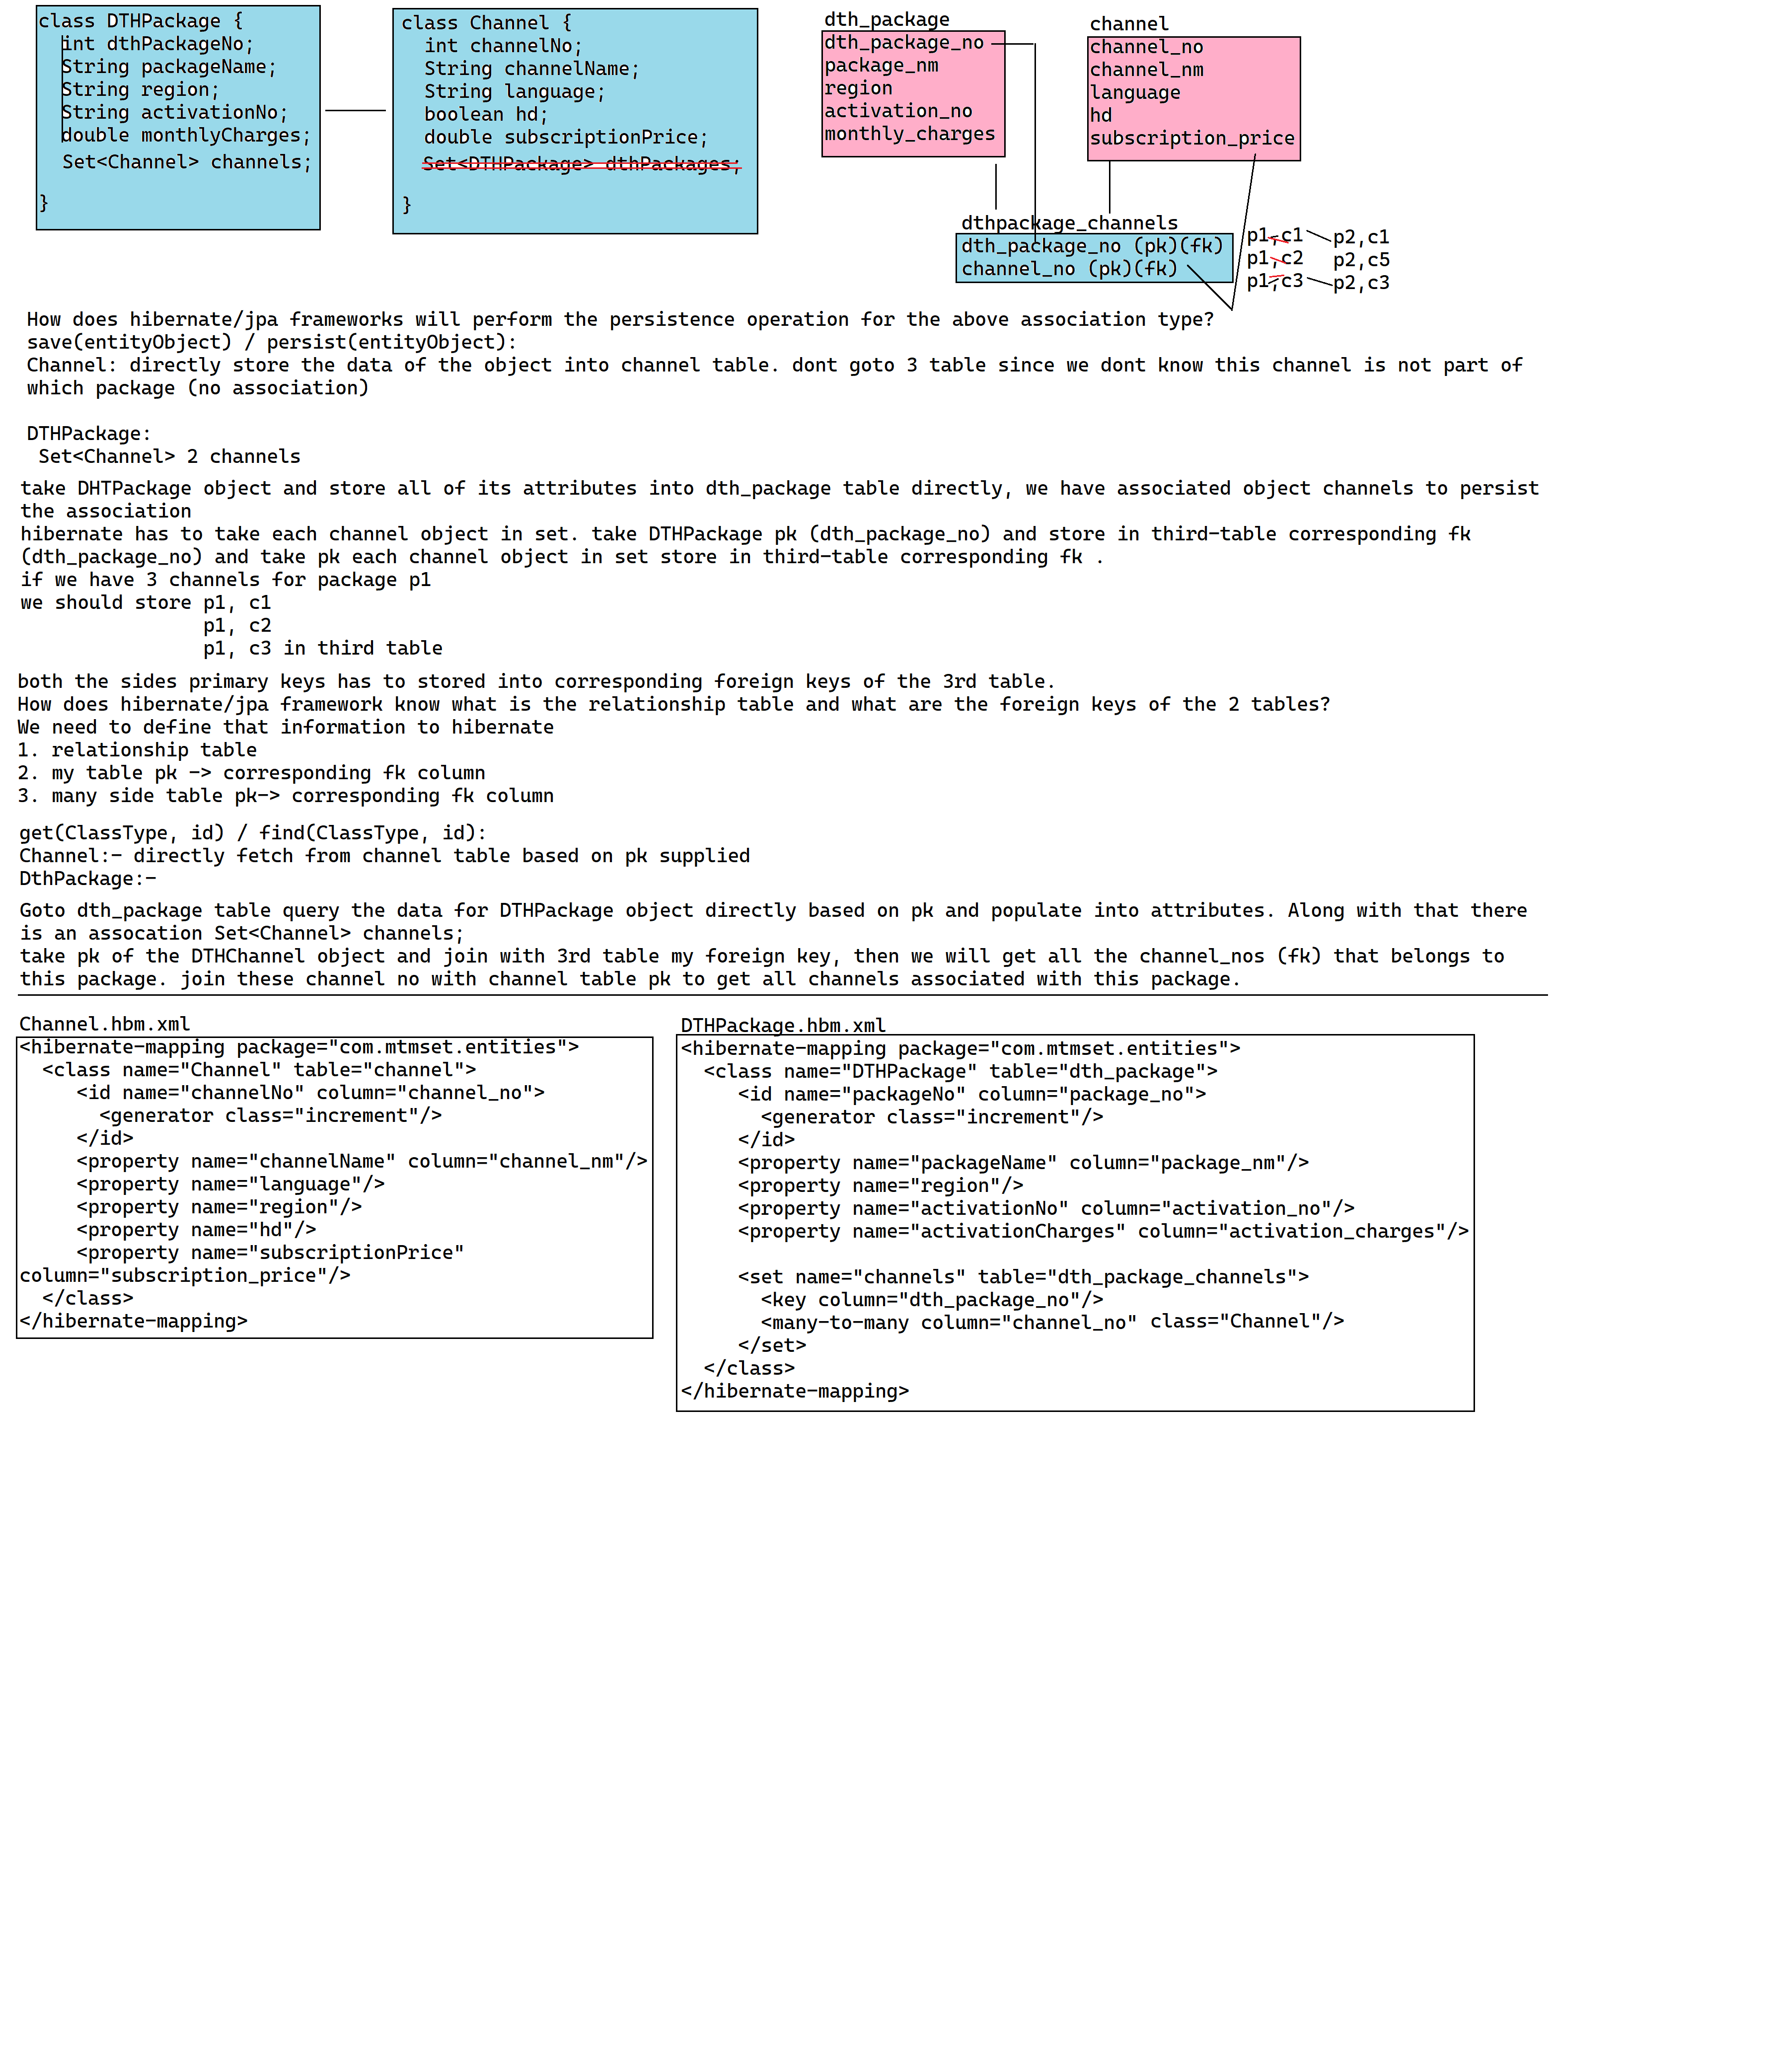 class DTHPackage {
int dthPackageNo;
String packageName;
String region;
String activationNo;
double monthlyCharges;
Set<Channel> channels;
}
class Channel {
int channelNo;
String channelName;
String language;
boolean hd;
double subscriptionPrice;
Set<DTHPackage> dthPackages;
}
dth_package
dth_package_no
package_nm
region
activation_no
monthly_charges
channel
channel_no
channel_nm
language
hd
subscription_price
dthpackage_channels
dth_package_no (pk)(fk)
channel_no (pk)(fk)
p1,c1
p1,c2
p1,c3
p2,c1
p2,c5
p2,c3
How does hibernate/jpa frameworks will perform the persistence operation for the above association type?
save(entityObject) / persist(entityObject):
Channel: directly store the data of the object into channel table. dont goto 3 table since we dont know this channel is not part of
which package (no association)
DTHPackage:
Set<Channel> 2 channels
take DHTPackage object and store all of its attributes into dth_package table directly, we have associated object channels to persist
the association
hibernate has to take each channel object in set. take DTHPackage pk (dth_package_no) and store in third-table corresponding fk
(dth_package_no) and take pk each channel object in set store in third-table corresponding fk .
if we have 3 channels for package p1
we should store p1, c1
p1, c2
p1, c3 in third table
both the sides primary keys has to stored into corresponding foreign keys of the 3rd table.
How does hibernate/jpa framework know what is the relationship table and what are the foreign keys of the 2 tables?
We need to define that information to hibernate
1. relationship table
2. my table pk -> corresponding fk column
3. many side table pk-> corresponding fk column
get(ClassType, id) / find(ClassType, id):
Channel:- directly fetch from channel table based on pk supplied
DthPackage:-
Goto dth_package table query the data for DTHPackage object directly based on pk and populate into attributes. Along with that there
is an assocation Set<Channel> channels;
take pk of the DTHChannel object and join with 3rd table my foreign key, then we will get all the channel_nos (fk) that belongs to
this package. join these channel no with channel table pk to get all channels associated with this package.
Channel.hbm.xml
<hibernate-mapping package="com.mtmset.entities">
<class name="Channel" table="channel">
<id name="channelNo" column="channel_no">
<generator class="increment"/>
</id>
<property name="channelName" column="channel_nm"/>
<property name="language"/>
<property name="region"/>
<property name="hd"/>
<property name="subscriptionPrice"
column="subscription_price"/>
</class>
</hibernate-mapping>
DTHPackage.hbm.xml
<hibernate-mapping package="com.mtmset.entities">
<class name="DTHPackage" table="dth_package">
<id name="packageNo" column="package_no">
<generator class="increment"/>
</id>
<property name="packageName" column="package_nm"/>
<property name="region"/>
<property name="activationNo" column="activation_no"/>
<property name="activationCharges" column="activation_charges"/>
<set name="channels" table="dth_package_channels">
<key column="dth_package_no"/>
<many-to-many column="channel_no" class="Channel"/>
</set>
</class>
</hibernate-mapping>